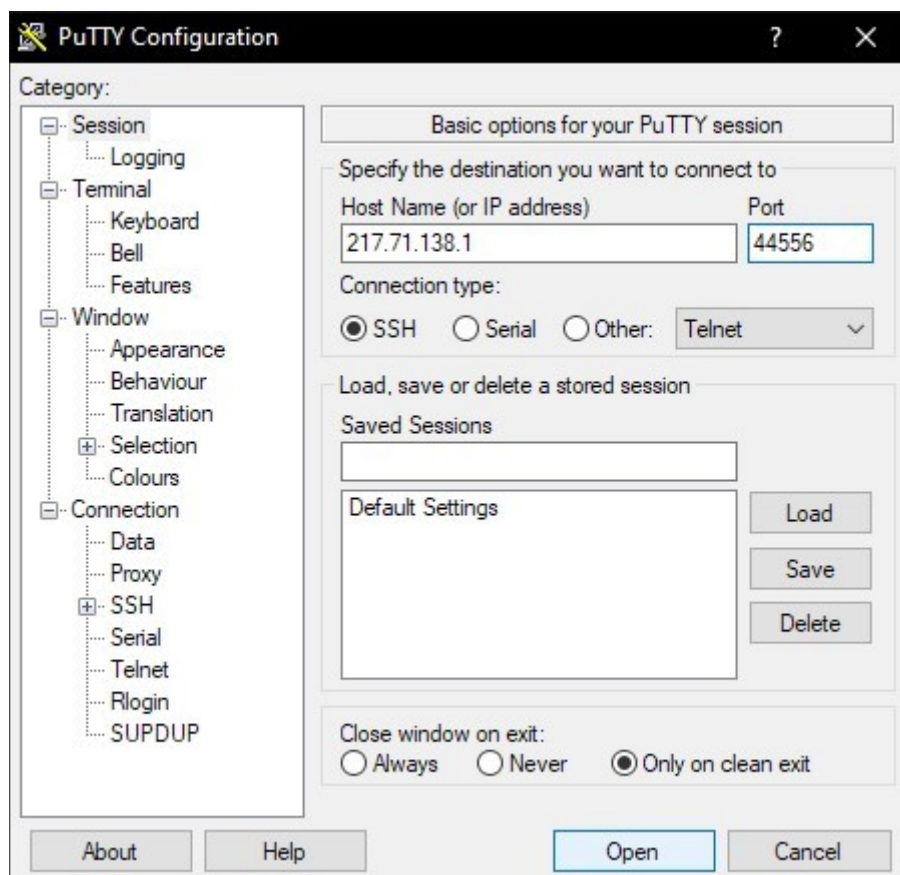 PuTTY Configuration
?
Category:
Session
Logging
Terminal
Keyboard
Bell
Features
Window
Appearance
Behaviour
Translation
Selection
Colours
Connection
Data
Proxy
SSH
Serial
Telnet
Rlogin
SUPDUP
Basic options for your PuTTY session
Specify the destination you want to connect to
Host Name (or IP address) Port
217.71.138.1 44556
Connection type:
SSH Serial Other: Telnet
Load, save or delete a stored session
Saved Sessions
Default Settings
Load
Save
Delete
Close window on exit:
Always Never Only on clean exit
About Help Open Cancel